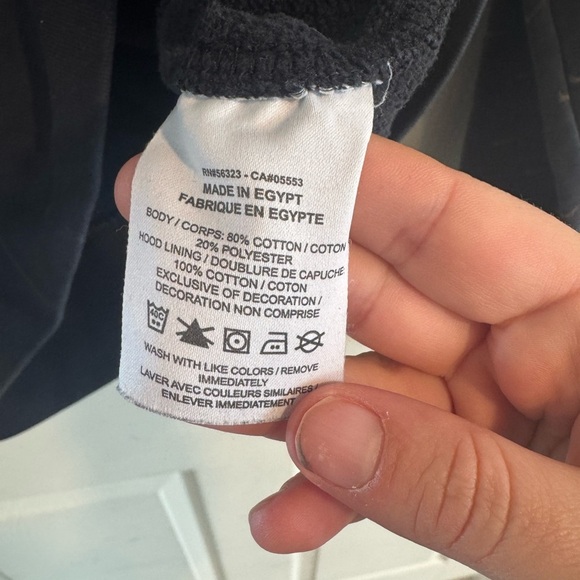 RN#56323 - CA#05553
MADE IN EGYPT
FABRIQUE EN EGYPTE
BODY / CORPS: 80% COTTON / COTON
20% POLYESTER
HOOD LINING / DOUBLURE DE CAPUCHE:
100% COTTON / COTON
EXCLUSIVE OF DECORATION /
DECORATION NON COMPRISE
40C
WASH WITH LIKE COLORS / REMOVE
IMMEDIATELY
LAVER AVEC COULEURS SIMILAIRES /
ENLEVER IMMEDIATEMENT